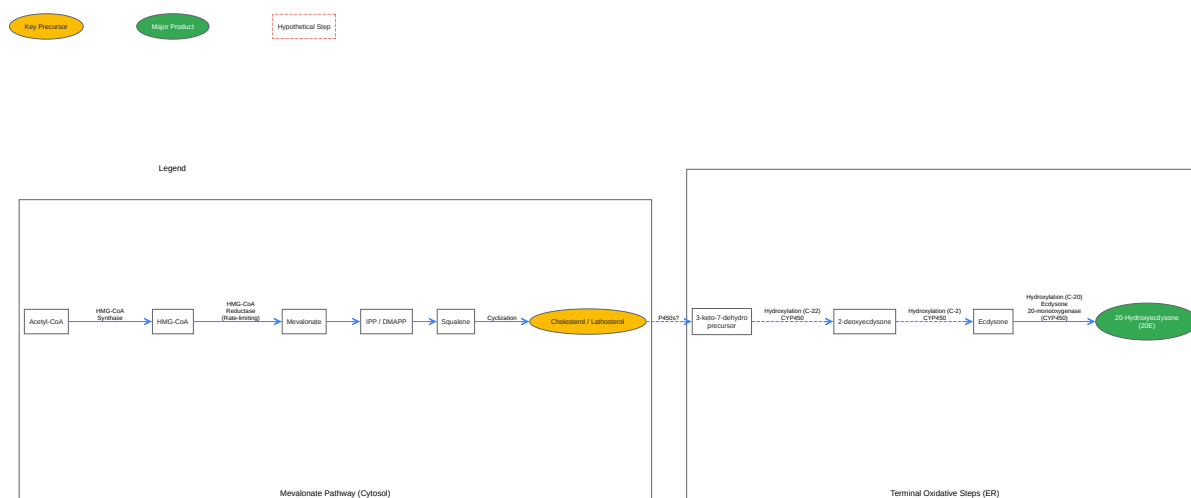 Key Precursor
Major Product
Hypothetical Step
Legend
Acetyl-CoA
HMG-CoA
Synthase
HMG-CoA
HMG-CoA
Reductase
(Rate-limiting)
Mevalonate
IPP / DMAPP
Squalene
Cyclization
Cholesterol / Lathosterol
P450s?
3-keto-7-dehydro
precursor
Hydroxylation (C-22)
CYP450
2-deoxyecdysone
Hydroxylation (C-2)
CYP450
Ecdysone
Hydroxylation (C-20)
Ecdysone
20-monooxygenase
(CYP450)
20-Hydroxyecdysone
(20E)
Mevalonate Pathway (Cytosol)
Terminal Oxidative Steps (ER)